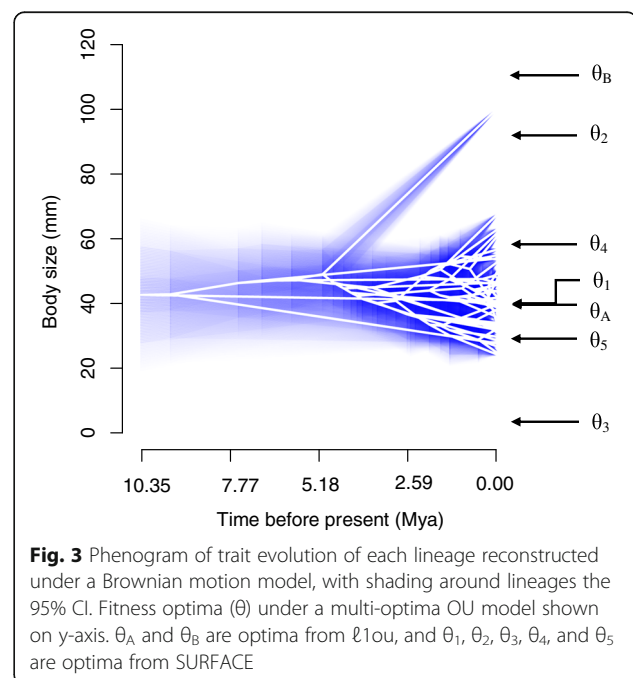 120
100
80
60
40
20
0
Body size (mm)
θB
θ2
θ4
θ1
θA
θ5
θ3
10.35 7.77 5.18 2.59 0.00
Time before present (Mya)
Fig. 3 Phenogram of trait evolution of each lineage reconstructed
under a Brownian motion model, with shading around lineages the
95% CI. Fitness optima (θ) under a multi-optima OU model shown
on y-axis. θA and θB are optima from ℓ1ou, and θ1, θ2, θ3, θ4, and θ5
are optima from SURFACE